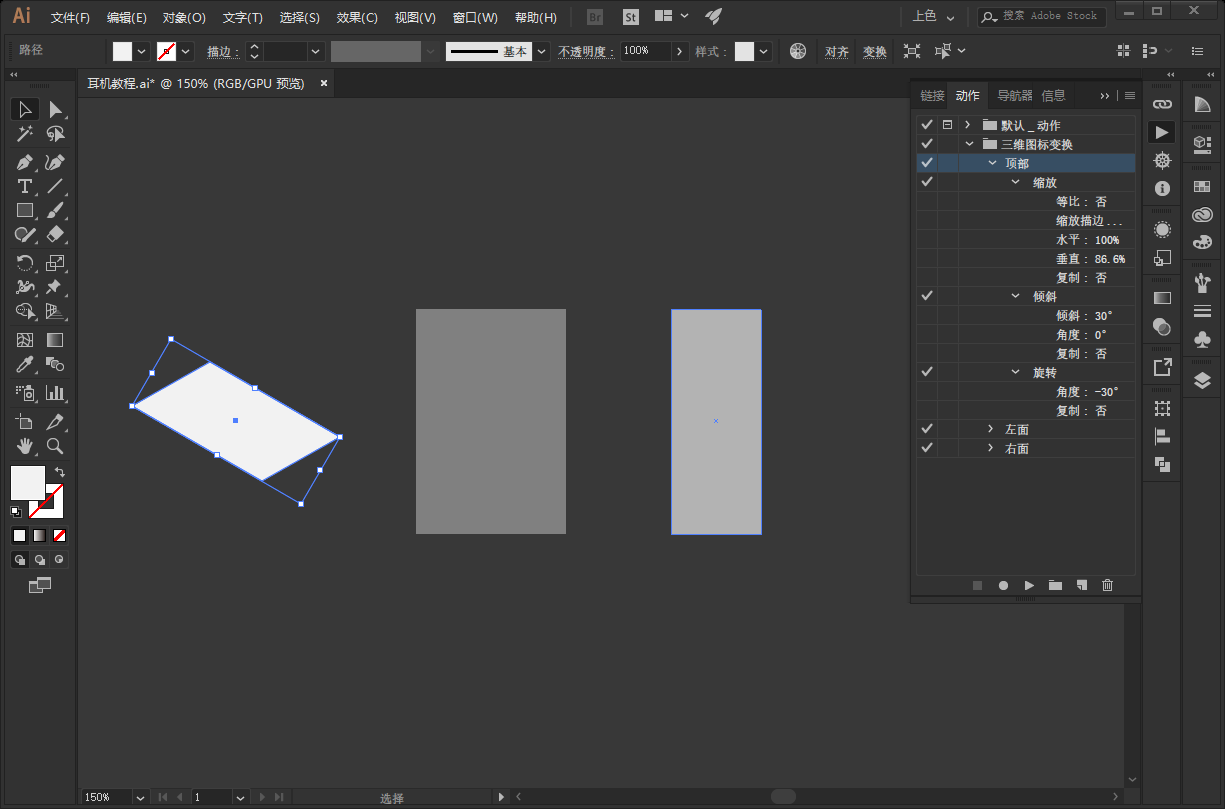 Ai 文件(F) 编辑(E) 对象(O) 文字(T) 选择(S) 效果(C) 视图(V) 窗口(W) 帮助(H) Br St 上色 搜索 Adobe Stock
路径 描边： 基本 不透明度： 100% 样式： 对齐 变换
耳机教程.ai* @ 150% (RGB/GPU 预览) ×
链接 动作 导航器 信息
默认 _ 动作
三维图标变换
顶部
缩放
等比： 否
缩放描边...
水平： 100%
垂直： 86.6%
复制： 否
倾斜
倾斜： 30°
角度： 0°
复制： 否
旋转
角度： -30°
复制： 否
左面
右面
150% 1 选择